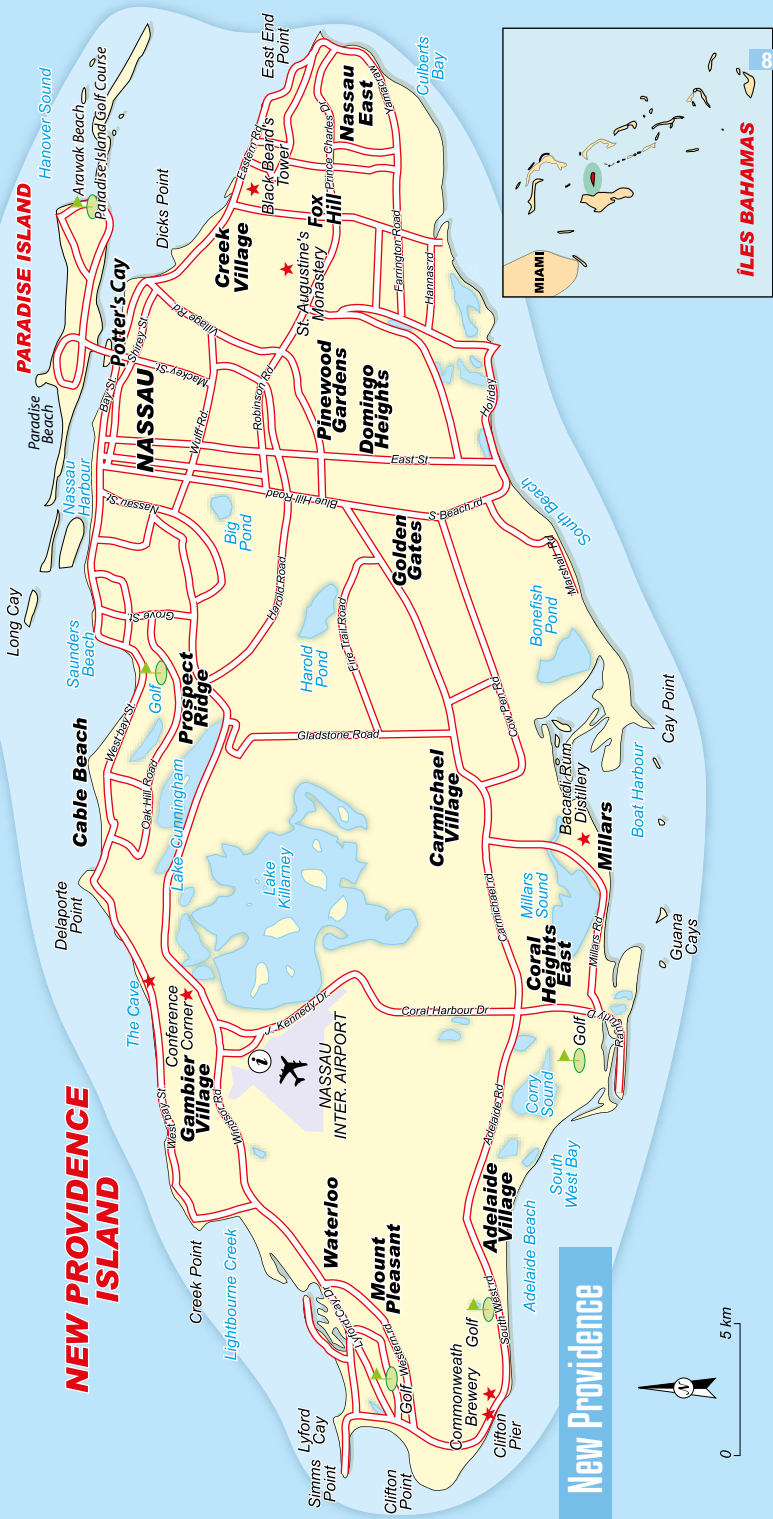 NEW PROVIDENCE
ISLAND
PARADISE ISLAND
Hanover Sound
Arawak Beach
Paradise Island Golf Course
Paradise
Beach
Potter's Cay
Dicks Point
East End
Point
Culberts
Bay
Long Cay
Nassau
Harbour
Saunders
Beach
Cable Beach
Delaporte
Point
The Cave
Conference
Corner
Gambier
Village
Creek Point
Lightbourne Creek
Simms
Point
Lyford
Cay
Clifton
Point
Waterloo
Mount
Pleasant
Golf
Commonweath
Brewery
Clifton
Pier
Golf
Adelaide
Village
Adelaide Beach
South
West Bay
Corry
Sound
Golf
Coral
Heights
East
Millars
Sound
Millars
Bacardi Rum
Distillery
Guana
Cays
Boat Harbour
Cay Point
Bonefish
Pond
South Beach
Carmichael
Village
Golden
Gates
Lake
Killarney
Lake Cunningham
Prospect
Ridge
Golf
Harold
Pond
Big
Pond
NASSAU
Pinewood
Gardens
Domingo
Heights
Creek
Village
St. Augustine's
Monastery
Black Beard's
Tower
Fox
Hill
Nassau
East
NASSAU
INTER. AIRPORT
i
West bay St.
West bay St.
Oak Hill Road
Windsor Rd
J. Kennedy Dr.
Coral Harbour Dr
Lyford Cay Dr
Western rd
South West rd
Adelaide Rd
Carmichael rd
Millars Rd
Gladstone Road
Fire Trail Road
Cow Pen Rd
Harold Road
Grove St.
Nassau St.
Blue Hill Road
S Beach rd
Marshall Rd
East St.
Holiday
Bay St.
Shirey St.
Mackey St.
Wulff Rd.
Robinson Rd
Village Rd
Eastern Rd
Prince Charles Dr
Yamacraw
Farrington Road
Hannas rd
New Providence
0
5 km
N
MIAMI
ÎLES BAHAMAS
8